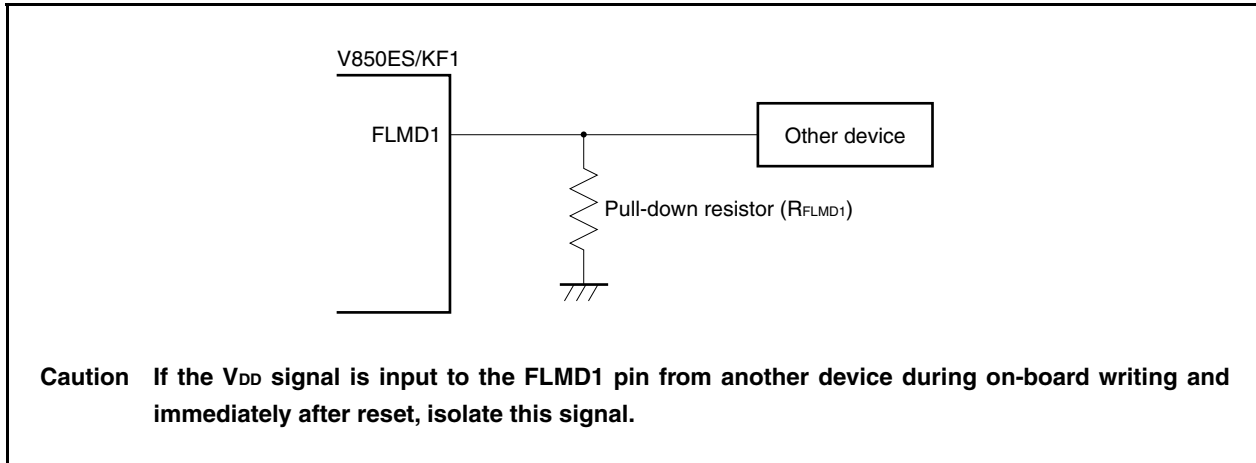 V850ES/KF1
FLMD1
Other device
Pull-down resistor (RFLMD1)
Caution If the VDD signal is input to the FLMD1 pin from another device during on-board writing and
immediately after reset, isolate this signal.